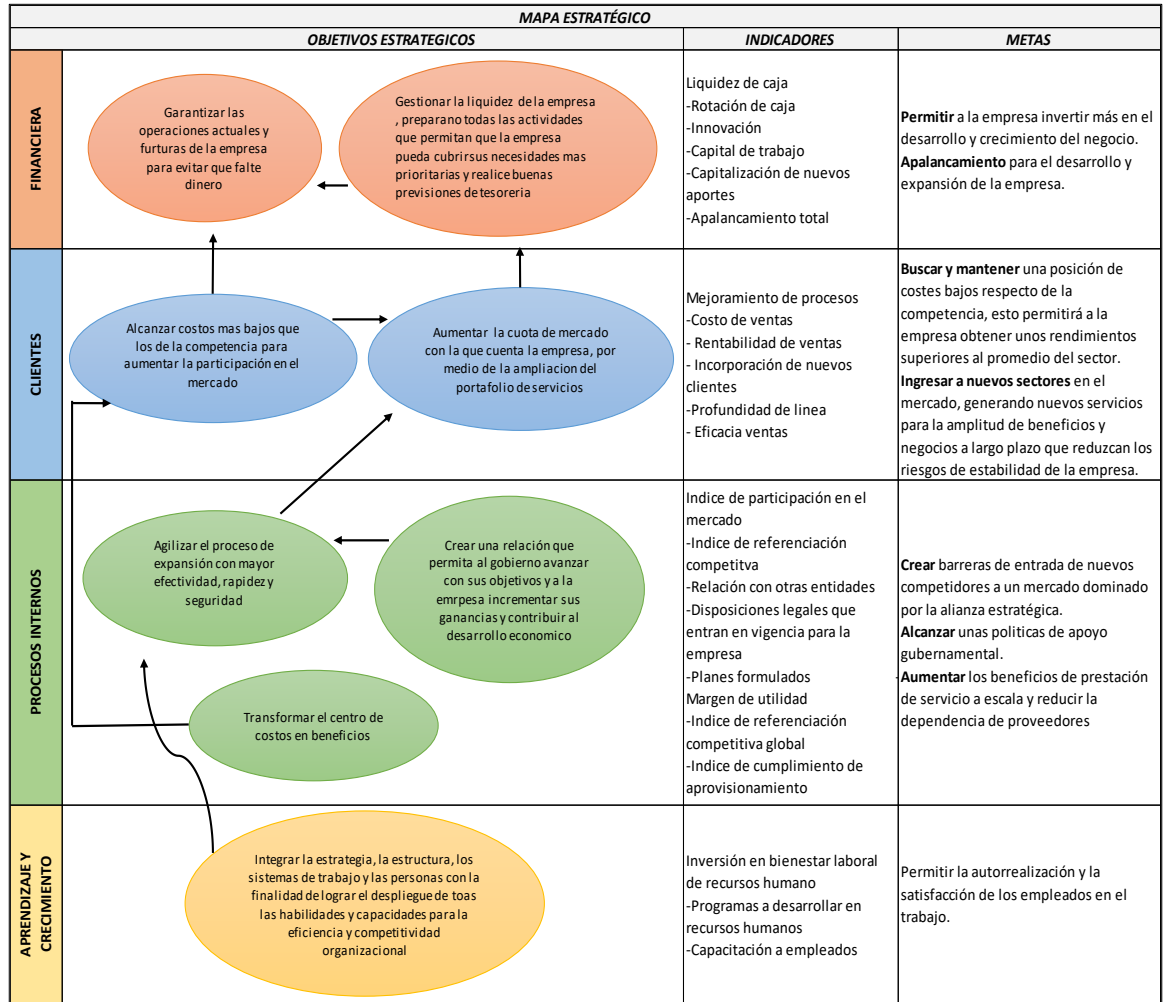 MAPA ESTRATÉGICO
OBJETIVOS ESTRATEGICOS
INDICADORES
METAS
FINANCIERA
Garantizar las
operaciones actuales y
furturas de la empresa
para evitar que falte
dinero
Gestionar la liquidez de la empresa
, preparano todas las actividades
que permitan que la empresa
pueda cubrir sus necesidades mas
prioritarias y realice buenas
previsiones de tesoreria
Liquidez de caja
-Rotación de caja
-Innovación
-Capital de trabajo
-Capitalización de nuevos
aportes
-Apalancamiento total
Permitir a la empresa invertir más en el
desarrollo y crecimiento del negocio.
Apalancamiento para el desarrollo y
expansión de la empresa.
CLIENTES
Alcanzar costos mas bajos que
los de la competencia para
aumentar la participación en el
mercado
Aumentar la cuota de mercado
con la que cuenta la empresa, por
medio de la ampliacion del
portafolio de servicios
Mejoramiento de procesos
-Costo de ventas
- Rentabilidad de ventas
- Incorporación de nuevos
clientes
-Profundidad de linea
- Eficacia ventas
Buscar y mantener una posición de
costes bajos respecto de la
competencia, esto permitirá a la
empresa obtener unos rendimientos
superiores al promedio del sector.
Ingresar a nuevos sectores en el
mercado, generando nuevos servicios
para la amplitud de beneficios y
negocios a largo plazo que reduzcan los
riesgos de estabilidad de la empresa.
PROCESOS INTERNOS
Agilizar el proceso de
expansión con mayor
efectividad, rapidez y
seguridad
Crear una relación que
permita al gobierno avanzar
con sus objetivos y a la
emrpesa incrementar sus
ganancias y contribuir al
desarrollo economico
Transformar el centro de
costos en beneficios
Indice de participación en el
mercado
-Indice de referenciación
competitva
-Relación con otras entidades
-Disposiciones legales que
entran en vigencia para la
empresa
-Planes formulados
Margen de utilidad
-Indice de referenciación
competitiva global
-Indice de cumplimiento de
aprovisionamiento
Crear barreras de entrada de nuevos
competidores a un mercado dominado
por la alianza estratégica.
Alcanzar unas politicas de apoyo
gubernamental.
-Aumentar los beneficios de prestación
de servicio a escala y reducir la
dependencia de proveedores
APRENDIZAJE Y
CRECIMIENTO
Integrar la estrategia, la estructura, los
sistemas de trabajo y las personas con la
finalidad de lograr el despliegue de toas
las habilidades y capacidades para la
eficiencia y competitividad
organizacional
Inversión en bienestar laboral
de recursos humano
-Programas a desarrollar en
recursos humanos
-Capacitación a empleados
Permitir la autorrealización y la
satisfacción de los empleados en el
trabajo.